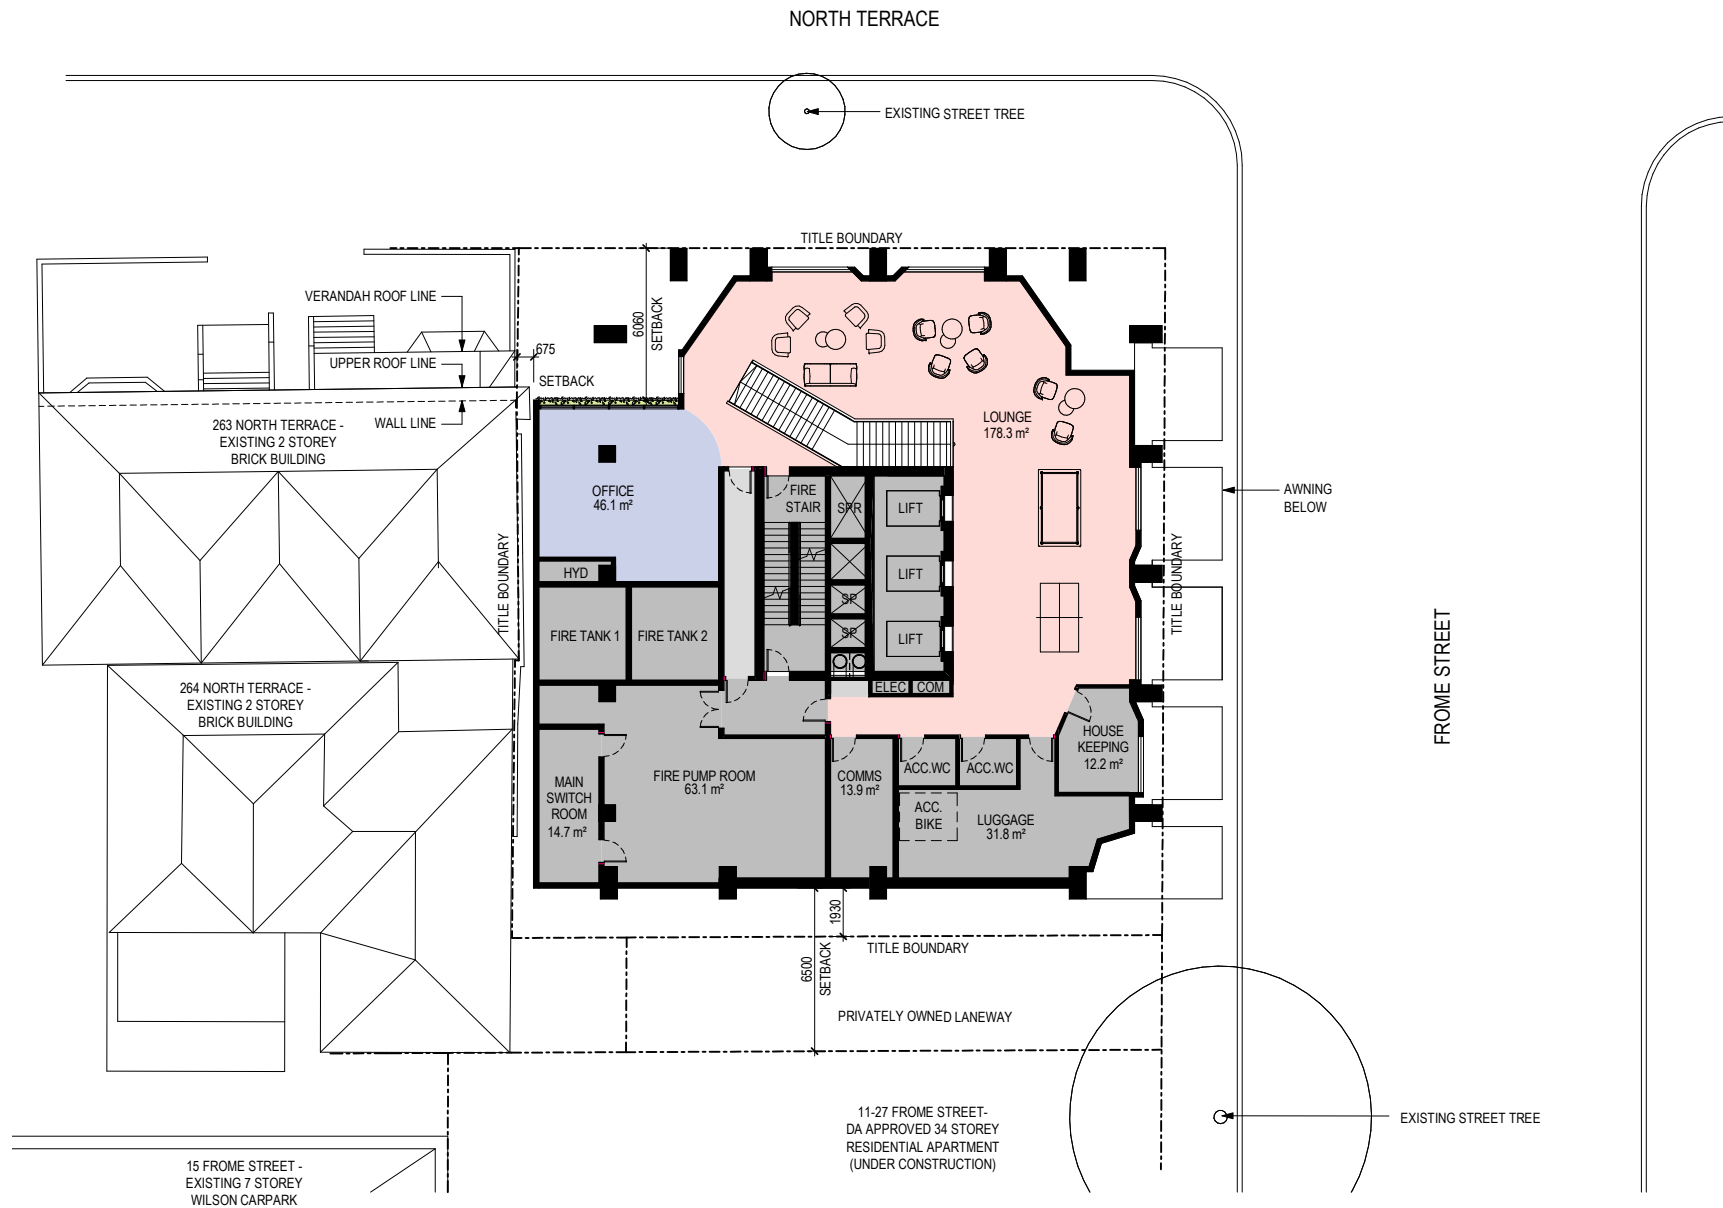 NORTH TERRACE
EXISTING STREET TREE
TITLE BOUNDARY
VERANDAH ROOF LINE
UPPER ROOF LINE
WALL LINE
6060
SETBACK
675
SETBACK
263 NORTH TERRACE -
EXISTING 2 STOREY
BRICK BUILDING
LOUNGE
178.3 m²
OFFICE
46.1 m²
FIRE
STAIR
SPR
LIFT
AWNING
BELOW
HYD
LIFT
SP
TITLE BOUNDARY
TITLE BOUNDARY
FIRE TANK 1
FIRE TANK 2
SP
LIFT
FROME STREET
264 NORTH TERRACE -
EXISTING 2 STOREY
BRICK BUILDING
ELEC
COM
HOUSE
KEEPING
12.2 m²
MAIN
SWITCH
ROOM
14.7 m²
FIRE PUMP ROOM
63.1 m²
COMMS
13.9 m²
ACC.WC
ACC.WC
ACC.
BIKE
LUGGAGE
31.8 m²
1930
TITLE BOUNDARY
6500
SETBACK
PRIVATELY OWNED LANEWAY
11-27 FROME STREET-
DA APPROVED 34 STOREY
RESIDENTIAL APARTMENT
(UNDER CONSTRUCTION)
EXISTING STREET TREE
15 FROME STREET -
EXISTING 7 STOREY
WILSON CARPARK